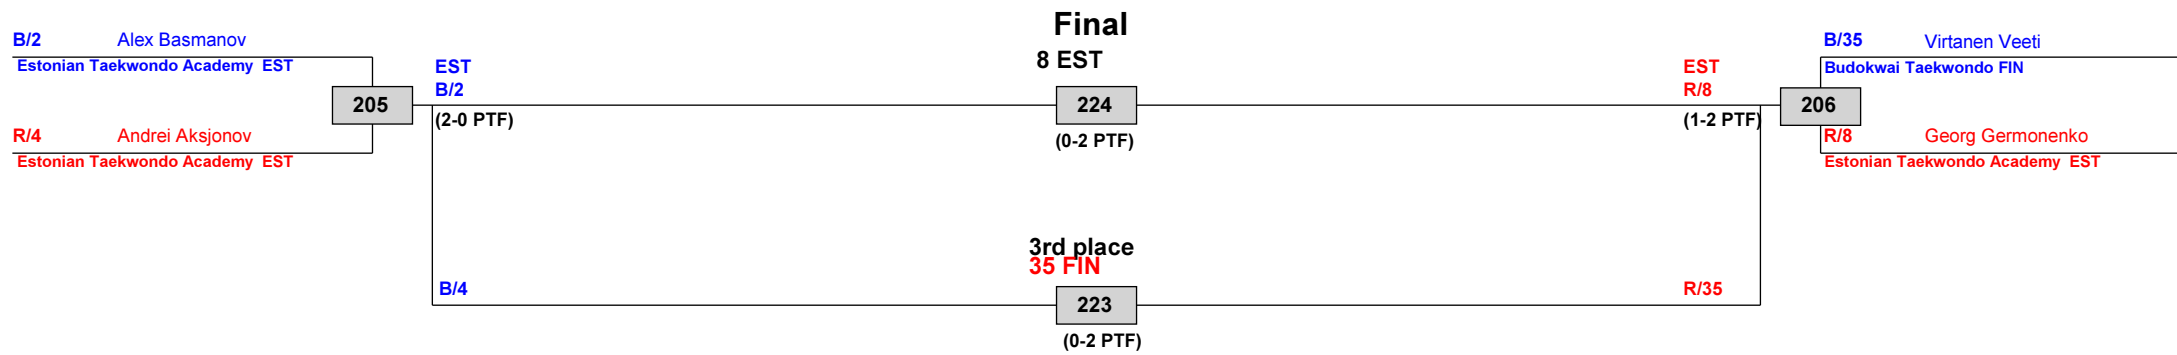 Final
8 EST
224
(0-2 PTF)
B/2 Alex Basmanov
Estonian Taekwondo Academy EST
205
R/4 Andrei Aksjonov
Estonian Taekwondo Academy EST
EST
B/2
(2-0 PTF)
EST
R/8
(1-2 PTF)
B/35 Virtanen Veeti
Budokwai Taekwondo FIN
206
R/8 Georg Germonenko
Estonian Taekwondo Academy EST
3rd place
35 FIN
B/4
223
R/35
(0-2 PTF)